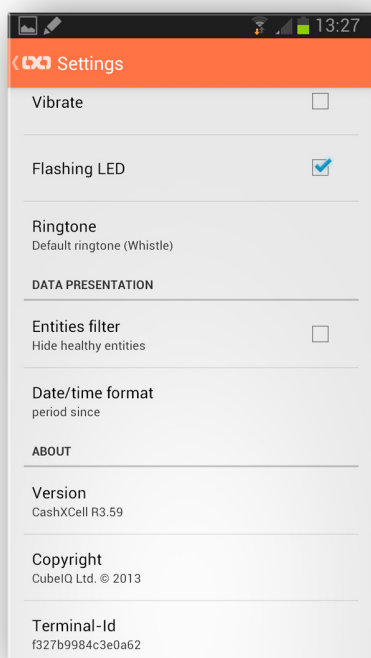 13:27
Settings
Vibrate
Flashing LED
Ringtone
Default ringtone (Whistle)
DATA PRESENTATION
Entities filter
Hide healthy entities
Date/time format
period since
ABOUT
Version
CashXCell R3.59
Copyright
CubeIQ Ltd. © 2013
Terminal-Id
f327b9984c3e0a62